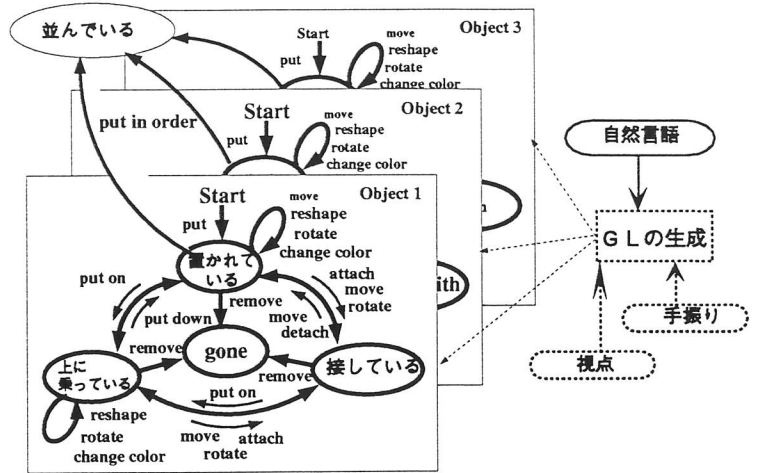 並んでいる
Object 3
Start
put
move
reshape
rotate
change color
Object 2
put in order
Start
put
move
reshape
rotate
change color
Object 1
Start
put
move
reshape
rotate
change color
置かれて
いる
put on
put down
remove
attach
move
rotate
move
detach
ith
gone
remove
remove
上に
乗っている
接している
put on
move
rotate
attach
reshape
rotate
change color
自然言語
GLの生成
手振り
視点